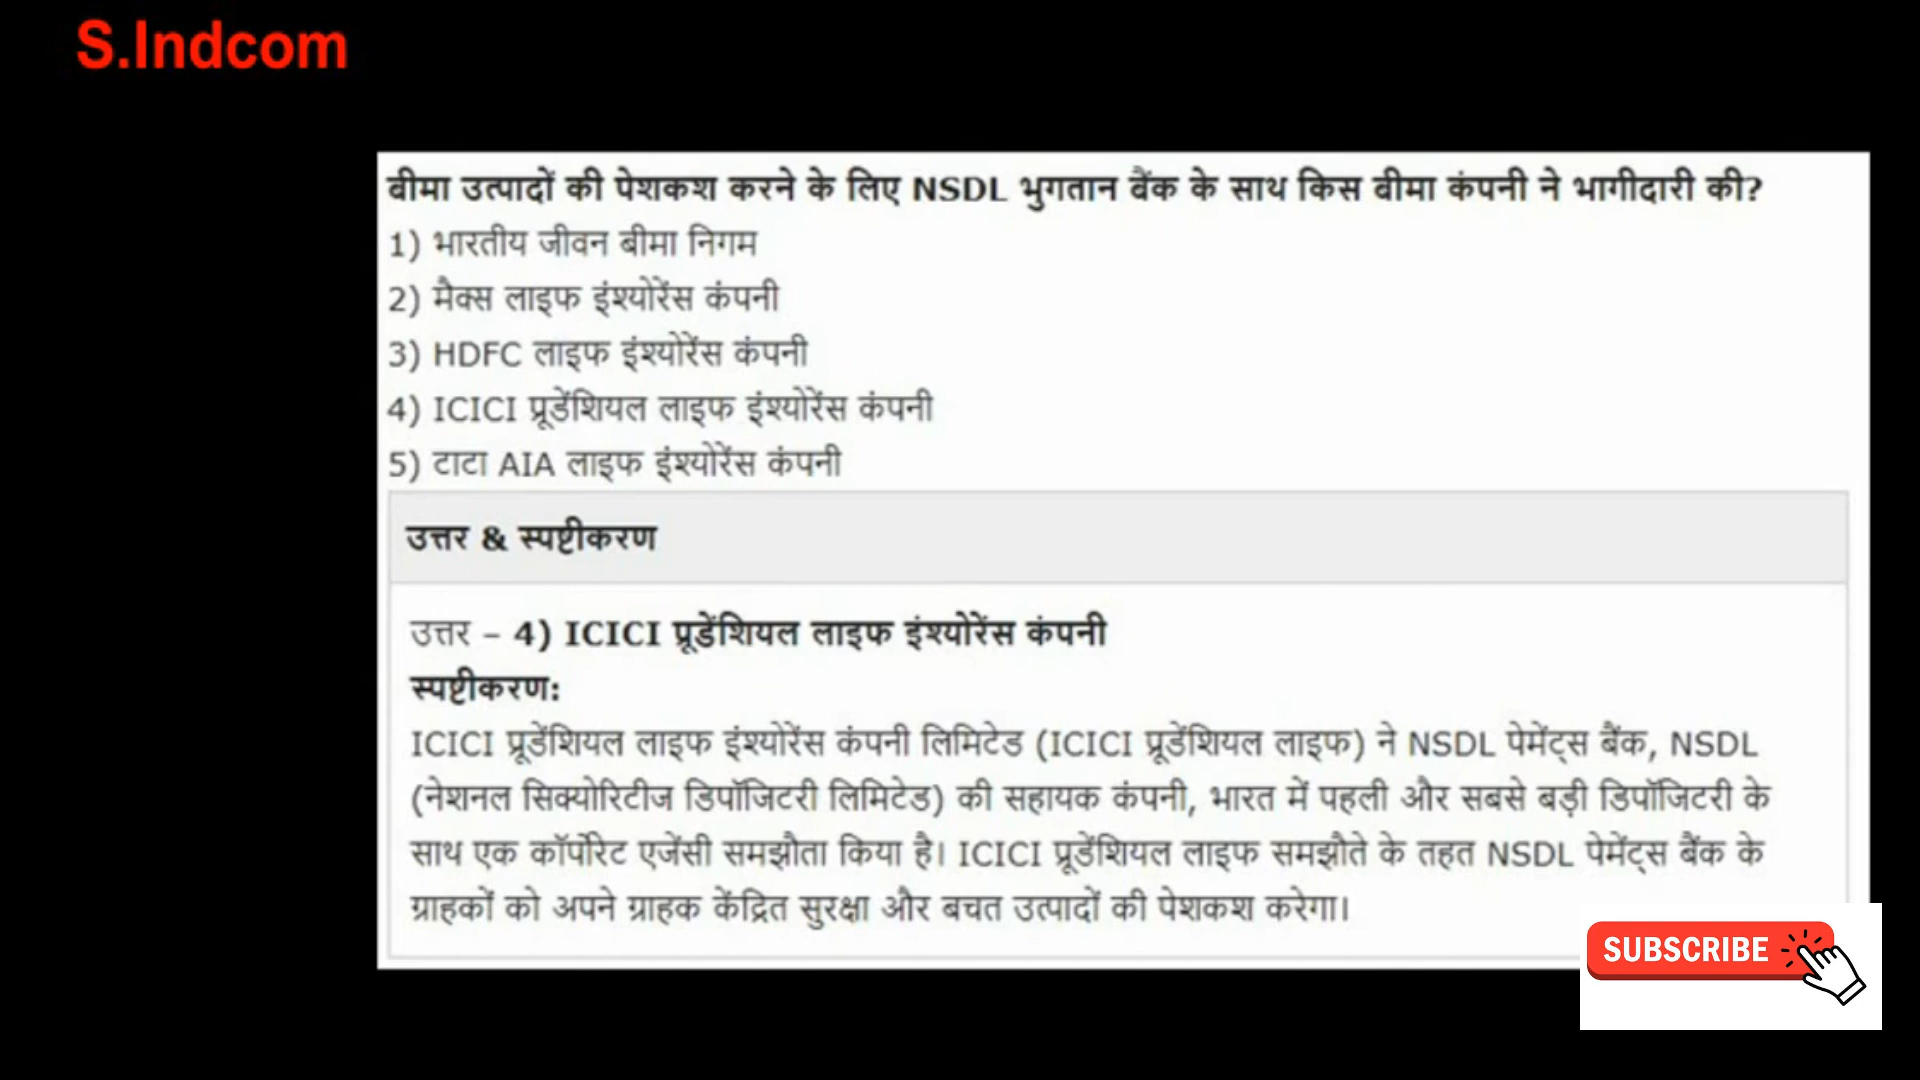 S.Indcom
बीमा उत्पादों की पेशकश करने के लिए NSDL भुगतान बैंक के साथ किस बीमा कंपनी ने भागीदारी की?
1) भारतीय जीवन बीमा निगम
2) मैक्स लाइफ इंश्योरेंस कंपनी
3) HDFC लाइफ इंश्योरेंस कंपनी
4) ICICI प्रूडेंशियल लाइफ इंश्योरेंस कंपनी
5) टाटा AIA लाइफ इंश्योरेंस कंपनी
उत्तर & स्पष्टीकरण
उत्तर – 4) ICICI प्रूडेंशियल लाइफ इंश्योरेंस कंपनी
स्पष्टीकरण:
ICICI प्रूडेंशियल लाइफ इंश्योरेंस कंपनी लिमिटेड (ICICI प्रूडेंशियल लाइफ) ने NSDL पेमेंट्स बैंक, NSDL
(नेशनल सिक्योरिटीज डिपॉजिटरी लिमिटेड) की सहायक कंपनी, भारत में पहली और सबसे बड़ी डिपॉजिटरी के
साथ एक कॉर्पोरेट एजेंसी समझौता किया है। ICICI प्रूडेंशियल लाइफ समझौते के तहत NSDL पेमेंट्स बैंक के
ग्राहकों को अपने ग्राहक केंद्रित सुरक्षा और बचत उत्पादों की पेशकश करेगा।
SUBSCRIBE